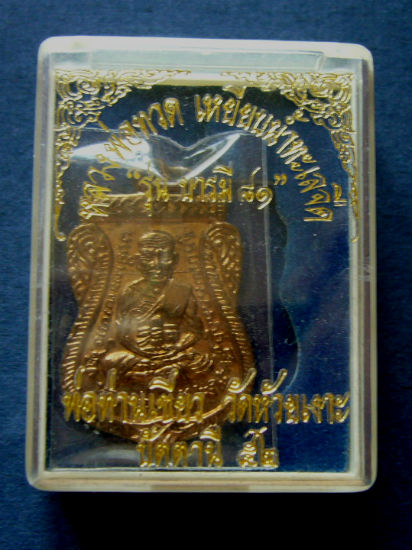 หลวงพ่อทวด เหยียบน้ำทะเลจืด
“รุ่น บารมี ๘๑”
พ่อท่านเขียว วัดห้วยเงาะ
ปัตตานี ๕๒